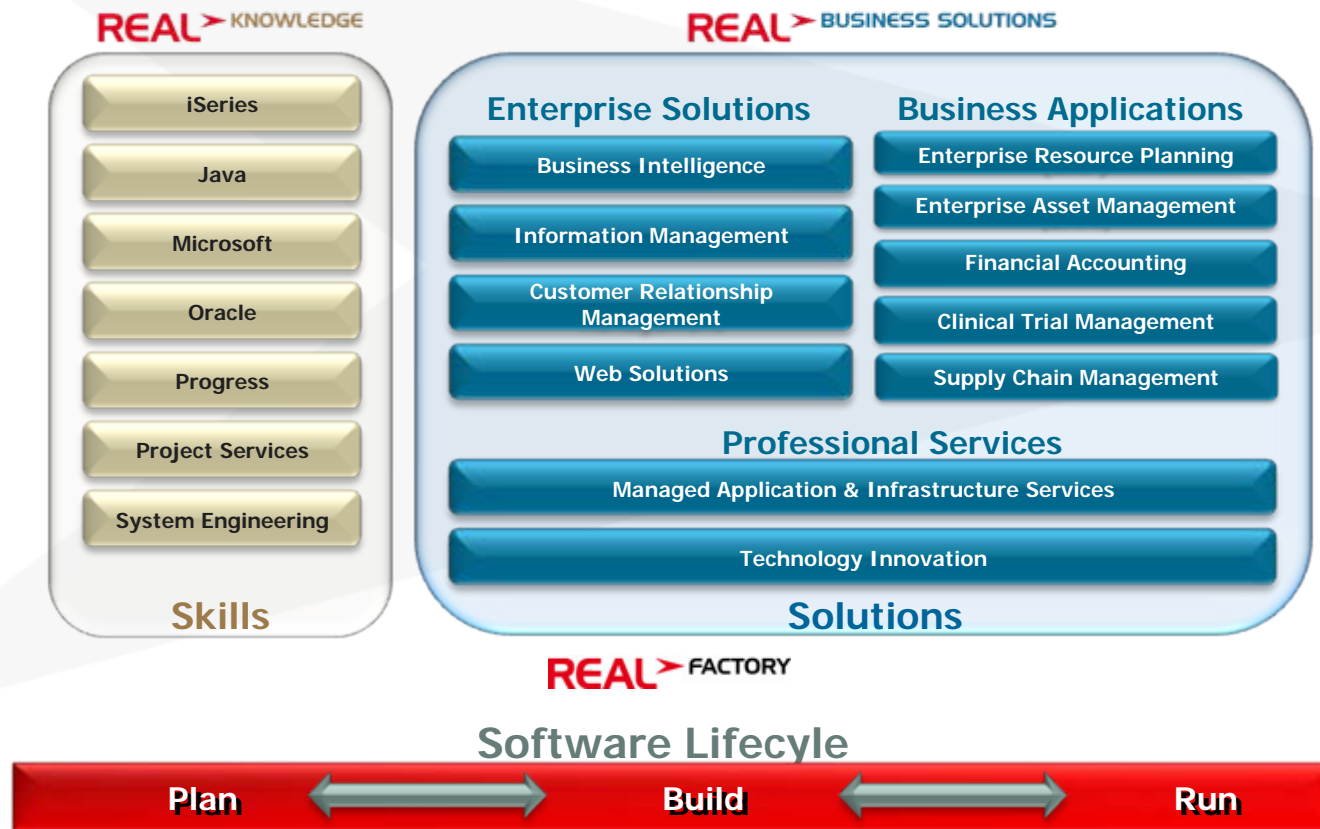 REAL KNOWLEDGE
iSeries
Java
Microsoft
Oracle
Progress
Project Services
System Engineering
Skills
REAL BUSINESS SOLUTIONS
Enterprise Solutions
Business Intelligence
Information Management
Customer Relationship
Management
Web Solutions
Business Applications
Enterprise Resource Planning
Enterprise Asset Management
Financial Accounting
Clinical Trial Management
Supply Chain Management
Professional Services
Managed Application & Infrastructure Services
Technology Innovation
Solutions
REAL FACTORY
Software Lifecyle
Plan
Build
Run